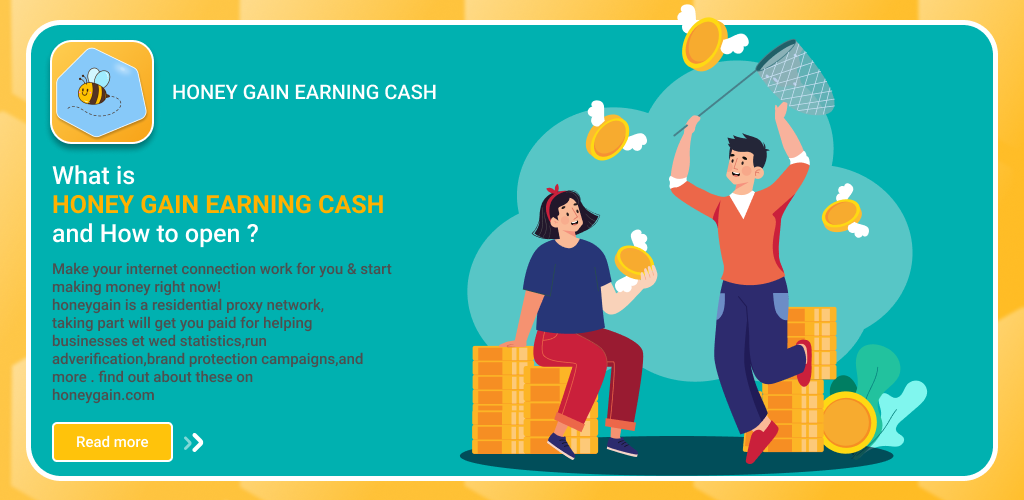 HONEY GAIN EARNING CASH
What is
HONEY GAIN EARNING CASH
and How to open ?
Make your internet connection work for you & start
making money right now!
honeygain is a residential proxy network,
taking part will get you paid for helping
businesses et wed statistics,run
adverification,brand protection campaigns,and
more . find out about these on
honeygain.com
Read more